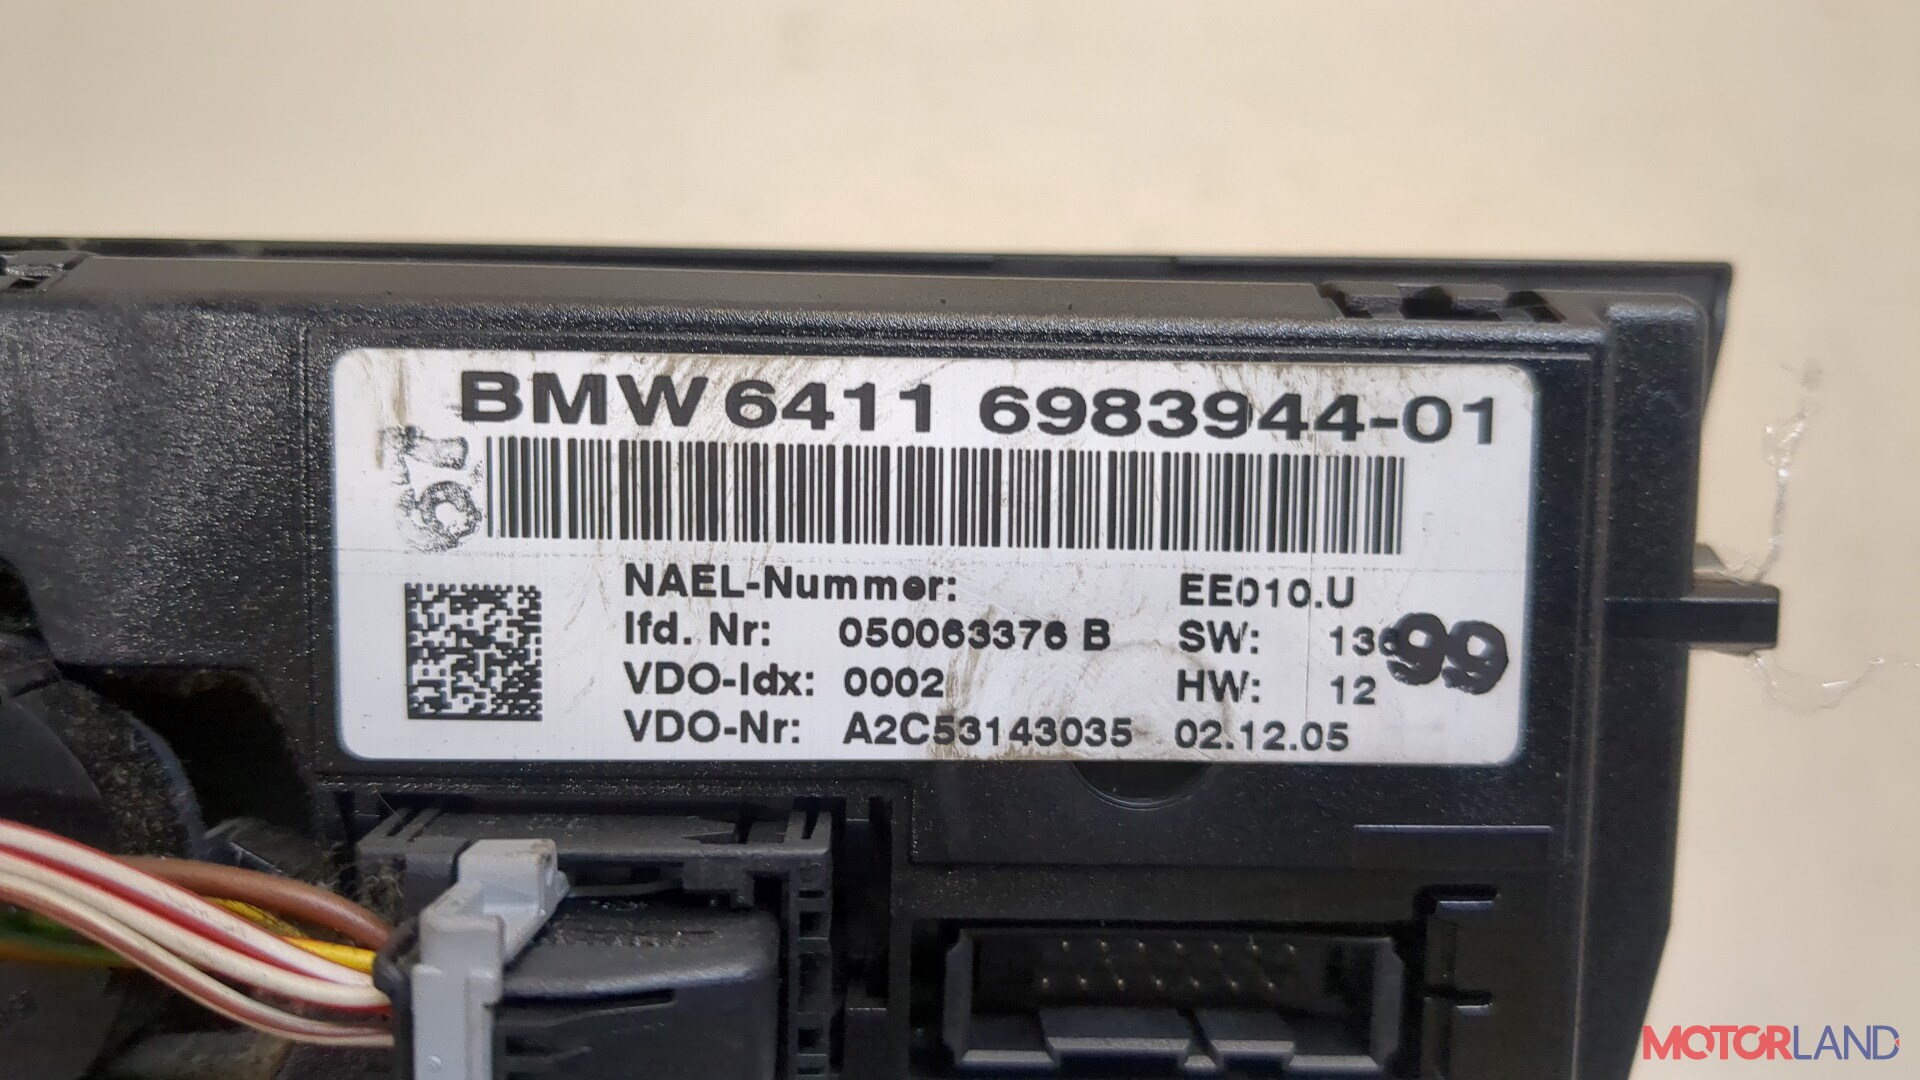 BMW 6411 6983944-01
67
NAEL-Nummer: EE010.U
lfd. Nr: 050063376 B SW:
99
VDO-Idx: 0002 HW: 12
VDO-Nr: A2C53143035 02.12.05
MOTORLAND